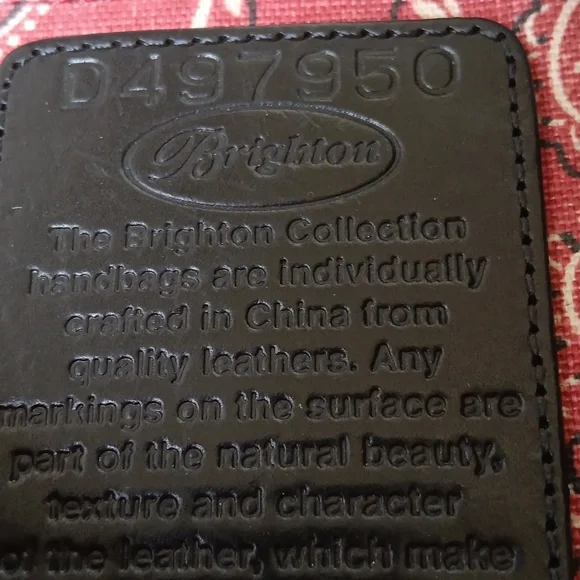 D497950
Brighton
The Brighton Collection
handbags are individually
crafted in China from
quality leathers. Any
markings on the surface are
part of the natural beauty,
texture and character
of the leather, which make